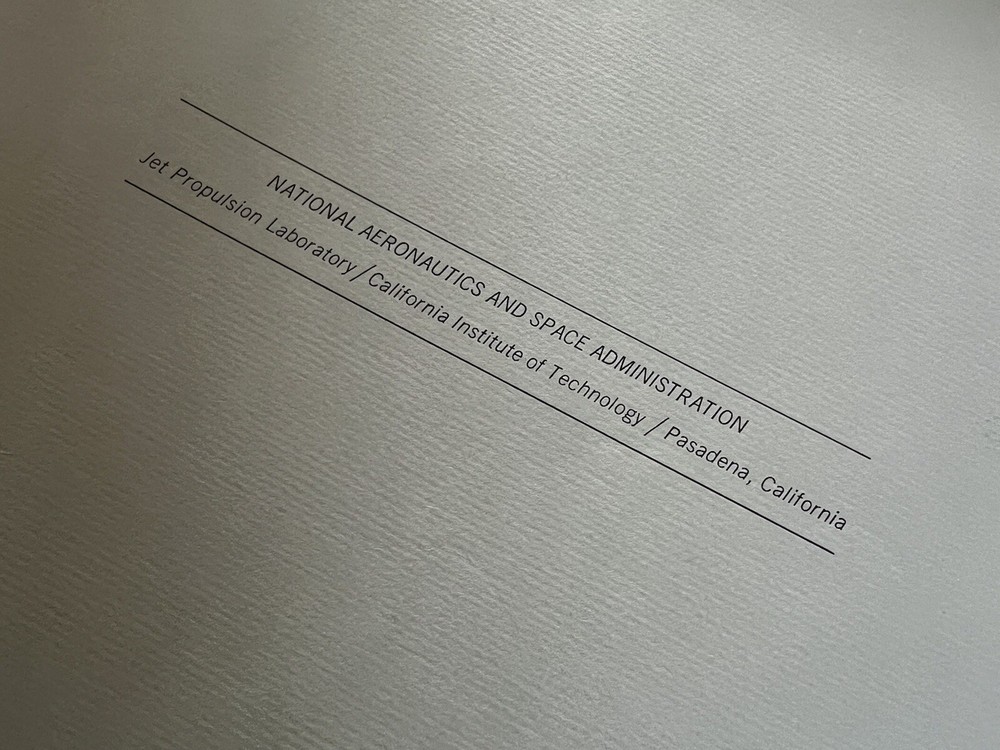 NATIONAL AERONAUTICS AND SPACE ADMINISTRATION
Jet Propulsion Laboratory / California Institute of Technology / Pasadena, California